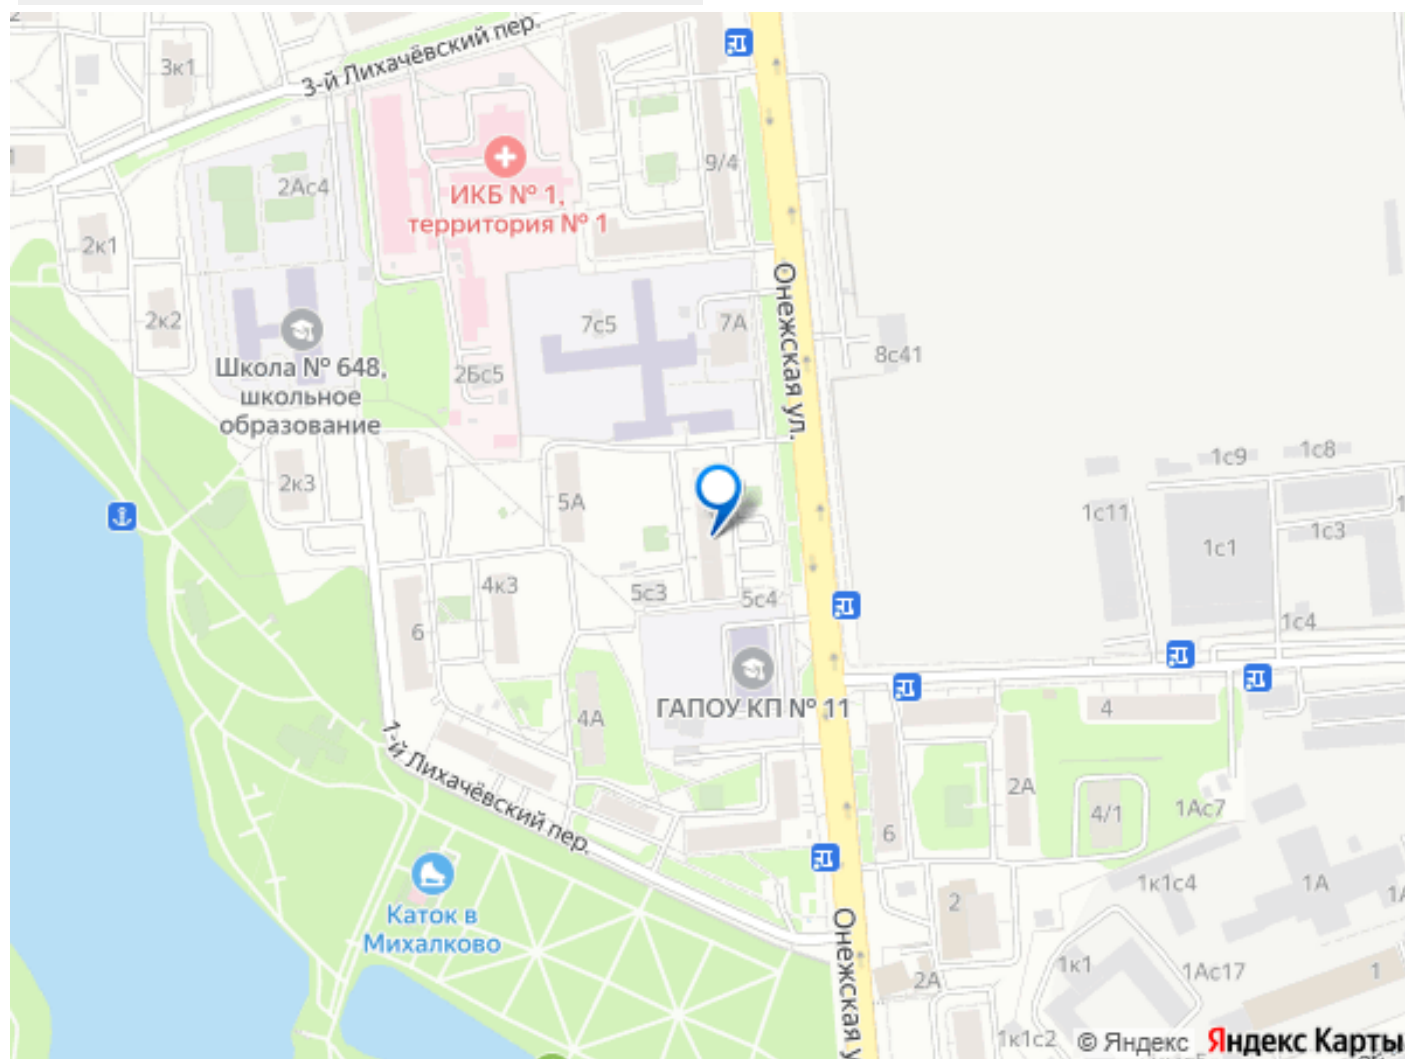 3-й Лихачёвский пер.
3к1
9/4
2Ас4
ИКБ № 1,
территория № 1
2к1
Онежская ул.
2к2
7с5
7А
8с41
Школа № 648,
школьное
образование
2Бс5
1с9
1с8
2к3
5А
1с11
1с3
1с1
4к3
5с3
5с4
1с4
6
ГАПОУ КП № 11
4А
4
1-й Лихачёвский пер.
2А
4/1
1Ас7
6
1к1с4
1А
2
Каток в
Михалково
Онежская у
1к1
1Ас17
1
2А
1к1с2
© Яндекс Яндекс Карты